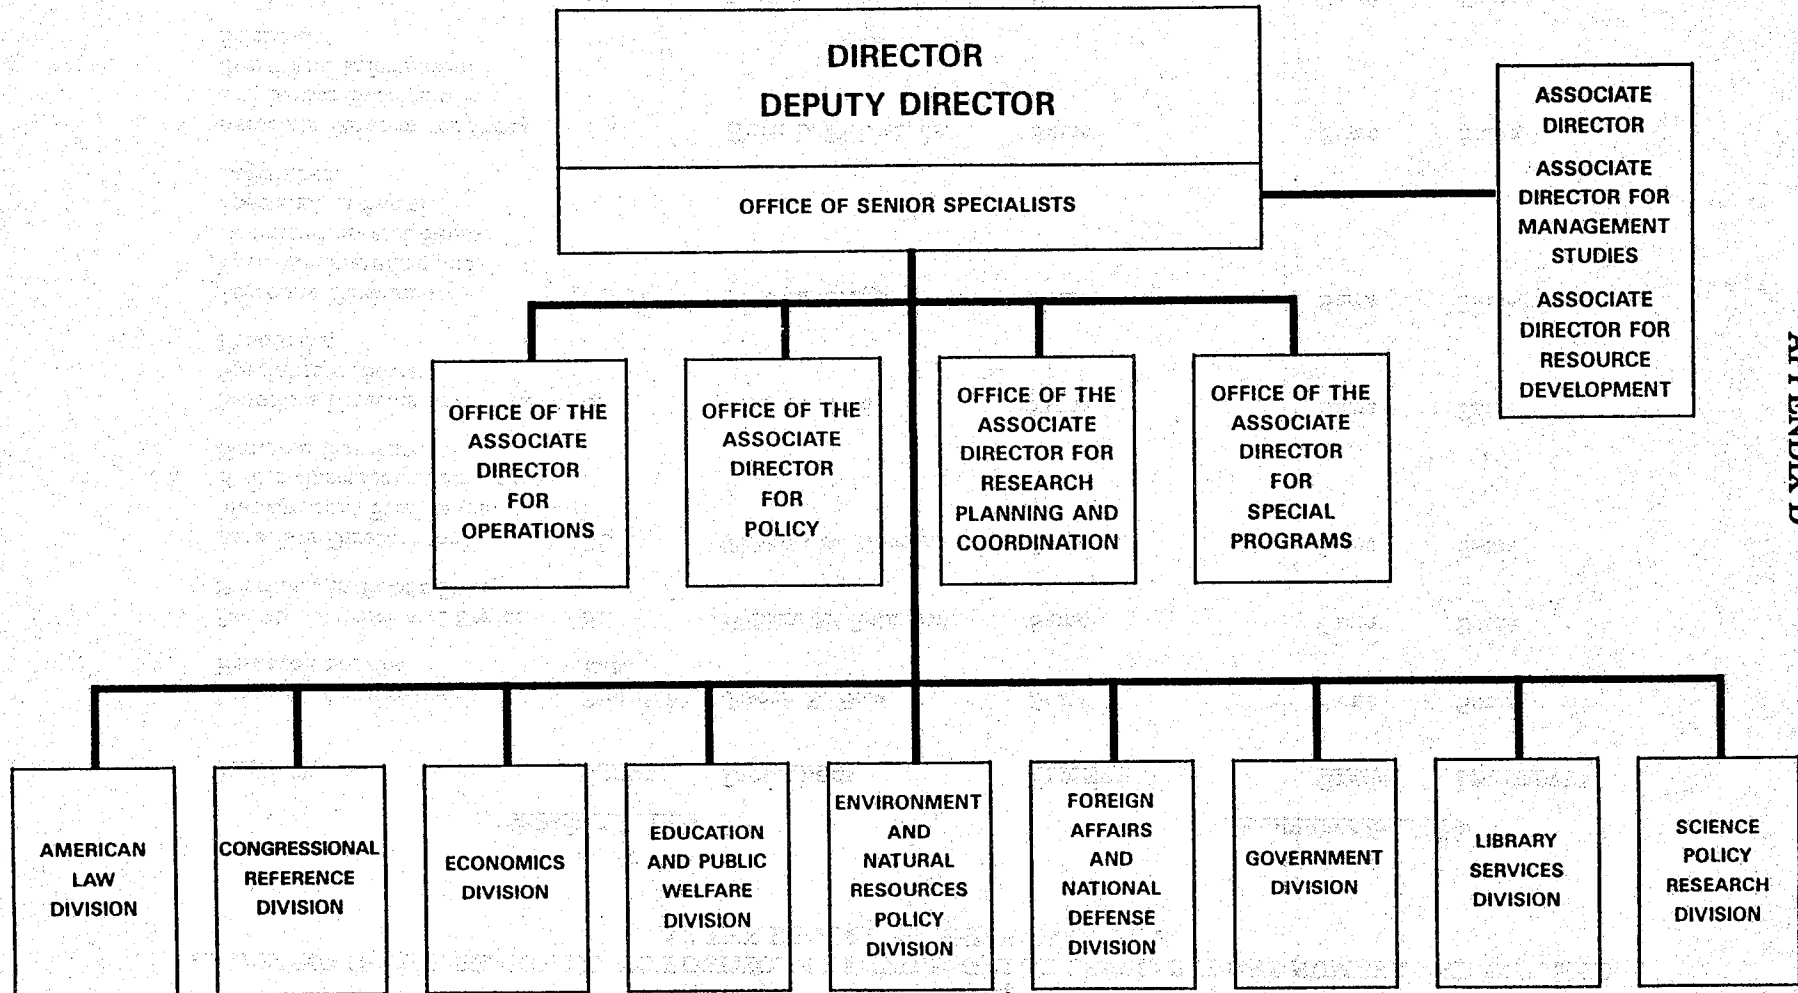 DIRECTOR
DEPUTY DIRECTOR
OFFICE OF SENIOR SPECIALISTS
ASSOCIATE
DIRECTOR
ASSOCIATE
DIRECTOR FOR
MANAGEMENT
STUDIES
ASSOCIATE
DIRECTOR FOR
RESOURCE
DEVELOPMENT
OFFICE OF THE
ASSOCIATE
DIRECTOR
FOR
OPERATIONS
OFFICE OF THE
ASSOCIATE
DIRECTOR
FOR
POLICY
OFFICE OF THE
ASSOCIATE
DIRECTOR FOR
RESEARCH
PLANNING AND
COORDINATION
OFFICE OF THE
ASSOCIATE
DIRECTOR
FOR
SPECIAL
PROGRAMS
AMERICAN
LAW
DIVISION
CONGRESSIONAL
REFERENCE
DIVISION
ECONOMICS
DIVISION
EDUCATION
AND PUBLIC
WELFARE
DIVISION
ENVIRONMENT
AND
NATURAL
RESOURCES
POLICY
DIVISION
FOREIGN
AFFAIRS
AND
NATIONAL
DEFENSE
DIVISION
GOVERNMENT
DIVISION
LIBRARY
SERVICES
DIVISION
SCIENCE
POLICY
RESEARCH
DIVISION